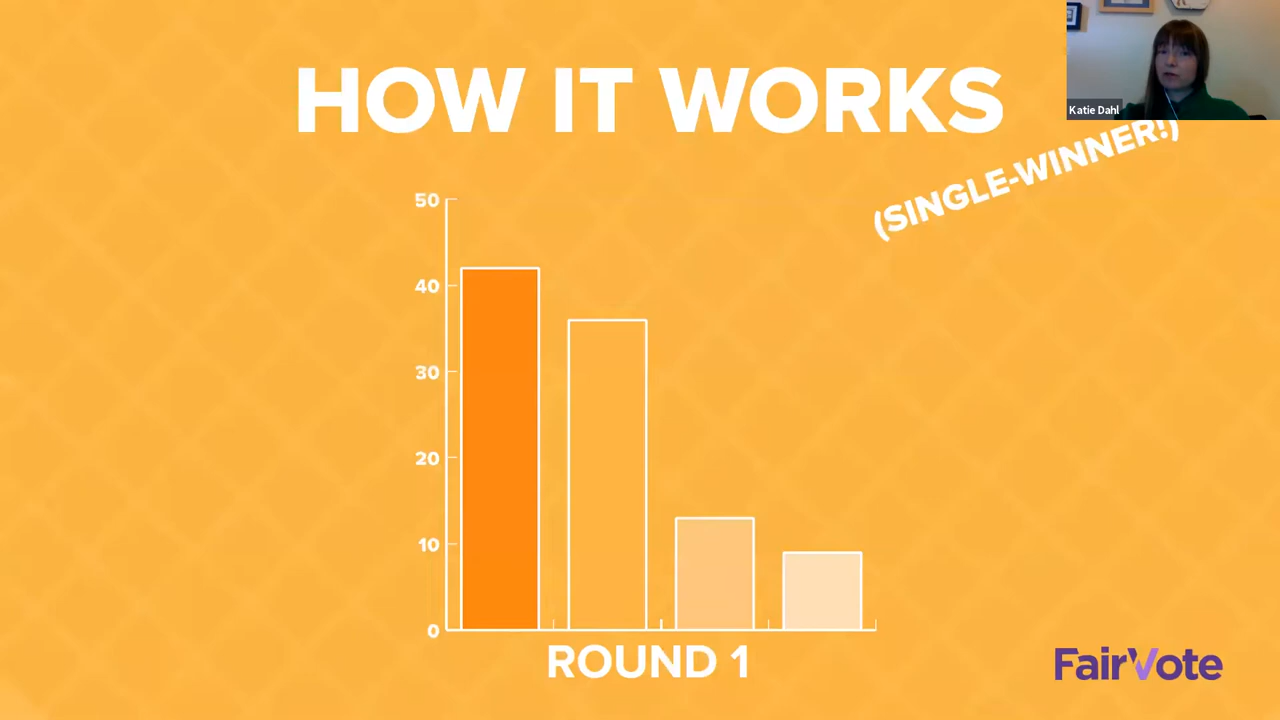 HOW IT WORKS
Katie Dahl
(SINGLE-WINNER!)
50
40
30
20
10
0
ROUND 1
FairVote